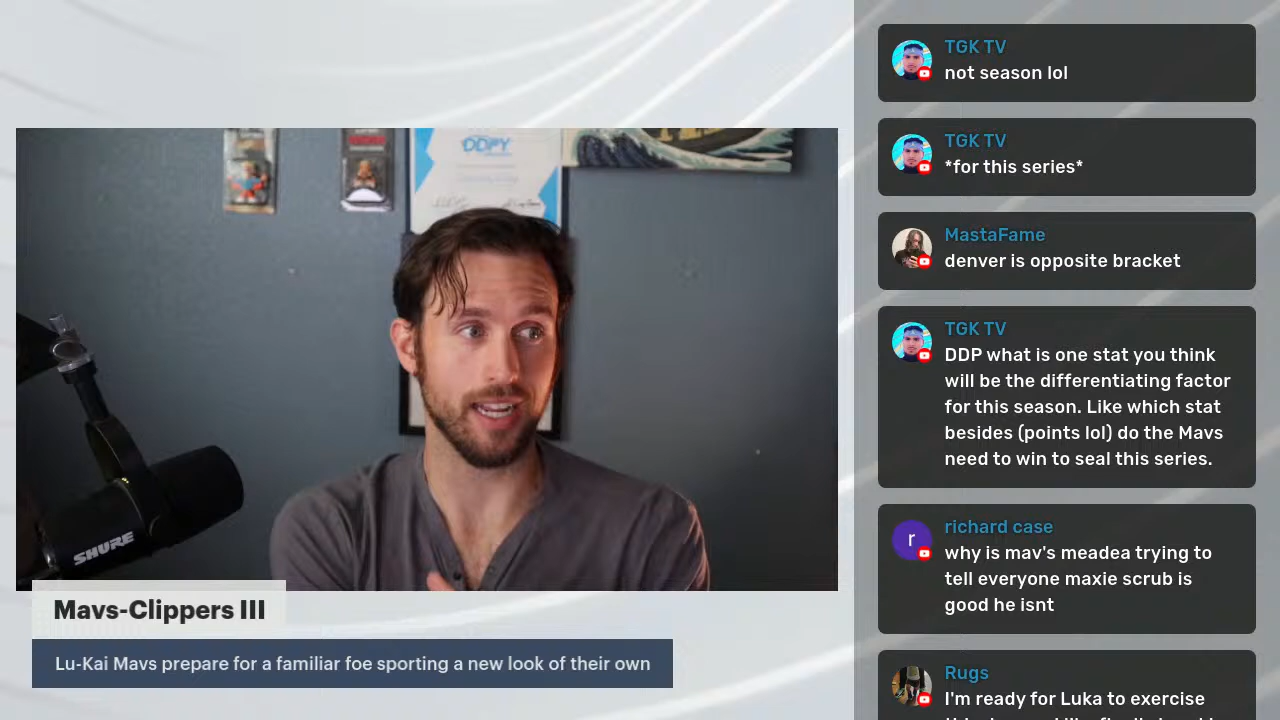 TGK TV
not season lol
TGK TV
*for this series*
MastaFame
denver is opposite bracket
TGK TV
DDP what is one stat you think
will be the differentiating factor
for this season. Like which stat
besides (points lol) do the Mavs
need to win to seal this series.
r
richard case
why is mav's meadea trying to
tell everyone maxie scrub is
good he isnt
Rugs
I'm ready for Luka to exercise
DDPY
SHURE
Mavs-Clippers III
Lu-Kai Mavs prepare for a familiar foe sporting a new look of their own